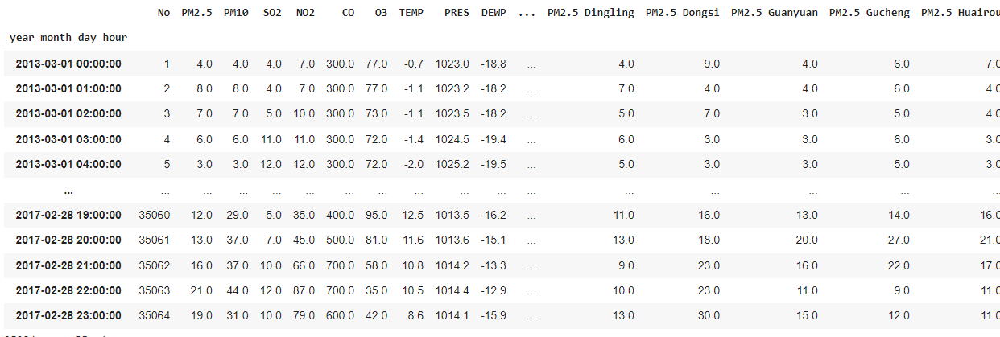 No PM2.5 PM10 SO2 NO2 CO O3 TEMP PRES DEWP ... PM2.5_Dingling PM2.5_Dongsi PM2.5_Guanyuan PM2.5_Gucheng PM2.5_Huairou
year_month_day_hour
2013-03-01 00:00:00 1 4.0 4.0 4.0 7.0 300.0 77.0 -0.7 1023.0 -18.8 ... 4.0 9.0 4.0 6.0 7.0
2013-03-01 01:00:00 2 8.0 8.0 4.0 7.0 300.0 77.0 -1.1 1023.2 -18.2 ... 7.0 4.0 4.0 6.0 4.0
2013-03-01 02:00:00 3 7.0 7.0 5.0 10.0 300.0 73.0 -1.1 1023.5 -18.2 ... 5.0 7.0 3.0 5.0 4.0
2013-03-01 03:00:00 4 6.0 6.0 11.0 11.0 300.0 72.0 -1.4 1024.5 -19.4 ... 6.0 3.0 3.0 6.0 3.0
2013-03-01 04:00:00 5 3.0 3.0 12.0 12.0 300.0 72.0 -2.0 1025.2 -19.5 ... 5.0 3.0 3.0 5.0 3.0
... ... ... ... ... ... ... ... ... ... ... ... ... ... ... ... ...
2017-02-28 19:00:00 35060 12.0 29.0 5.0 35.0 400.0 95.0 12.5 1013.5 -16.2 ... 11.0 16.0 13.0 14.0 16.0
2017-02-28 20:00:00 35061 13.0 37.0 7.0 45.0 500.0 81.0 11.6 1013.6 -15.1 ... 13.0 18.0 20.0 27.0 21.0
2017-02-28 21:00:00 35062 16.0 37.0 10.0 66.0 700.0 58.0 10.8 1014.2 -13.3 ... 9.0 23.0 16.0 22.0 17.0
2017-02-28 22:00:00 35063 21.0 44.0 12.0 87.0 700.0 35.0 10.5 1014.4 -12.9 ... 10.0 23.0 11.0 9.0 11.0
2017-02-28 23:00:00 35064 19.0 31.0 10.0 79.0 600.0 42.0 8.6 1014.1 -15.9 ... 13.0 30.0 15.0 12.0 11.0